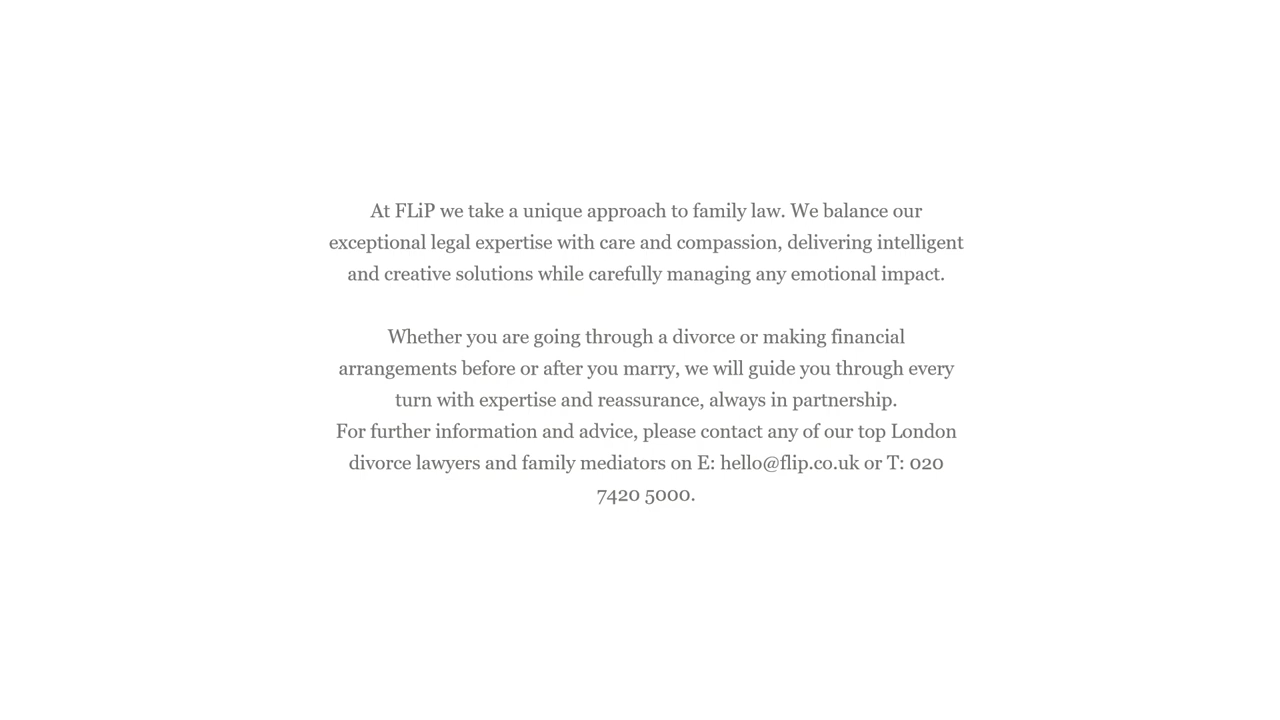 At FLiP we take a unique approach to family law. We balance our
exceptional legal expertise with care and compassion, delivering intelligent
and creative solutions while carefully managing any emotional impact.
Whether you are going through a divorce or making financial
arrangements before or after you marry, we will guide you through every
turn with expertise and reassurance, always in partnership.
For further information and advice, please contact any of our top London
divorce lawyers and family mediators on E: hello@flip.co.uk or T: 020
7420 5000.